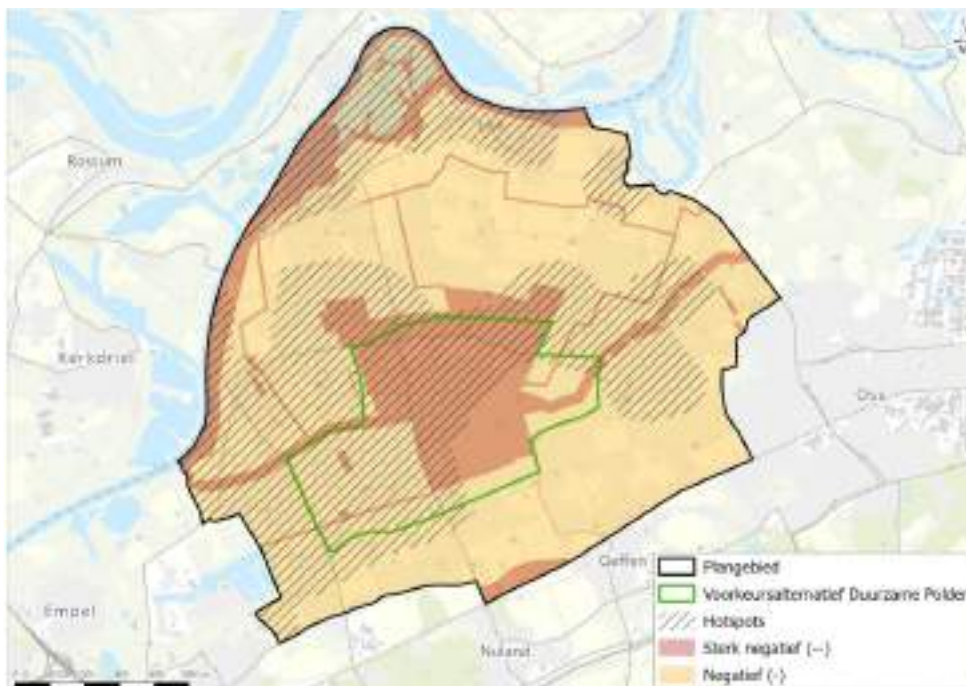 Rossum
Kerkdriel
Oss
Geffen
Empel
Nuland
Plangebied
Voorkeursalternatief Duurzame Polder
Hotspots
Sterk negatief (--)
Negatief (-)